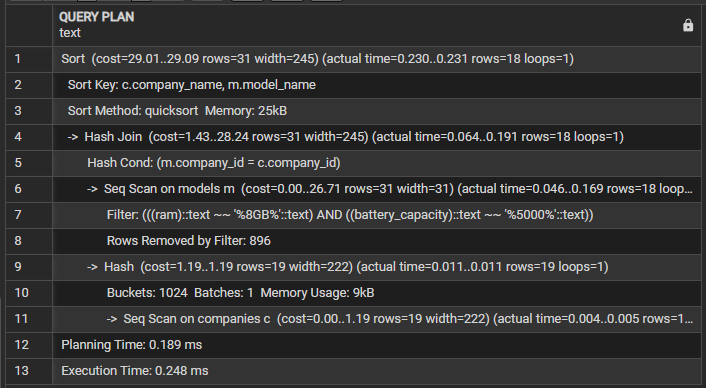 QUERY PLAN
text
1 Sort (cost=29.01..29.09 rows=31 width=245) (actual time=0.230..0.231 rows=18 loops=1)
2 Sort Key: c.company_name, m.model_name
3 Sort Method: quicksort Memory: 25kB
4 -> Hash Join (cost=1.43..28.24 rows=31 width=245) (actual time=0.064..0.191 rows=18 loops=1)
5 Hash Cond: (m.company_id = c.company_id)
6 -> Seq Scan on models m (cost=0.00..26.71 rows=31 width=31) (actual time=0.046..0.169 rows=18 loop...
7 Filter: (((ram)::text ~~ '%8GB%'::text) AND ((battery_capacity)::text ~~ '%5000%'::text))
8 Rows Removed by Filter: 896
9 -> Hash (cost=1.19..1.19 rows=19 width=222) (actual time=0.011..0.011 rows=19 loops=1)
10 Buckets: 1024 Batches: 1 Memory Usage: 9kB
11 -> Seq Scan on companies c (cost=0.00..1.19 rows=19 width=222) (actual time=0.004..0.005 rows=1...
12 Planning Time: 0.189 ms
13 Execution Time: 0.248 ms